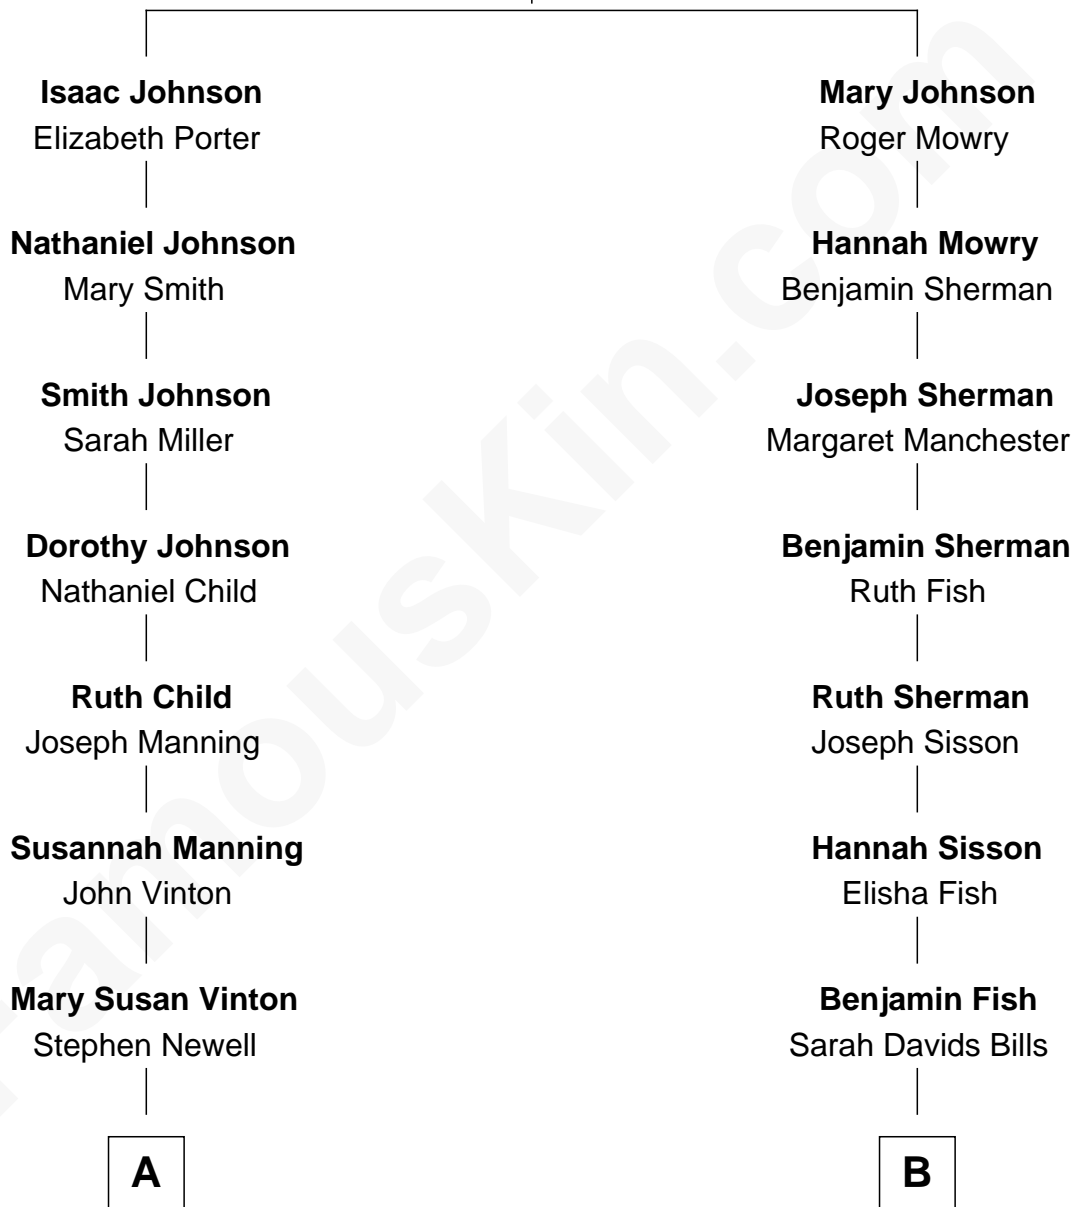 Isaac Johnson
Elizabeth Porter
Nathaniel Johnson
Mary Smith
Smith Johnson
Sarah Miller
Dorothy Johnson
Nathaniel Child
Ruth Child
Joseph Manning
Susannah Manning
John Vinton
Mary Susan Vinton
Stephen Newell
A
Mary Johnson
Roger Mowry
Hannah Mowry
Benjamin Sherman
Joseph Sherman
Margaret Manchester
Benjamin Sherman
Ruth Fish
Ruth Sherman
Joseph Sisson
Hannah Sisson
Elisha Fish
Benjamin Fish
Sarah Davids Bills
B
FamousKin.com